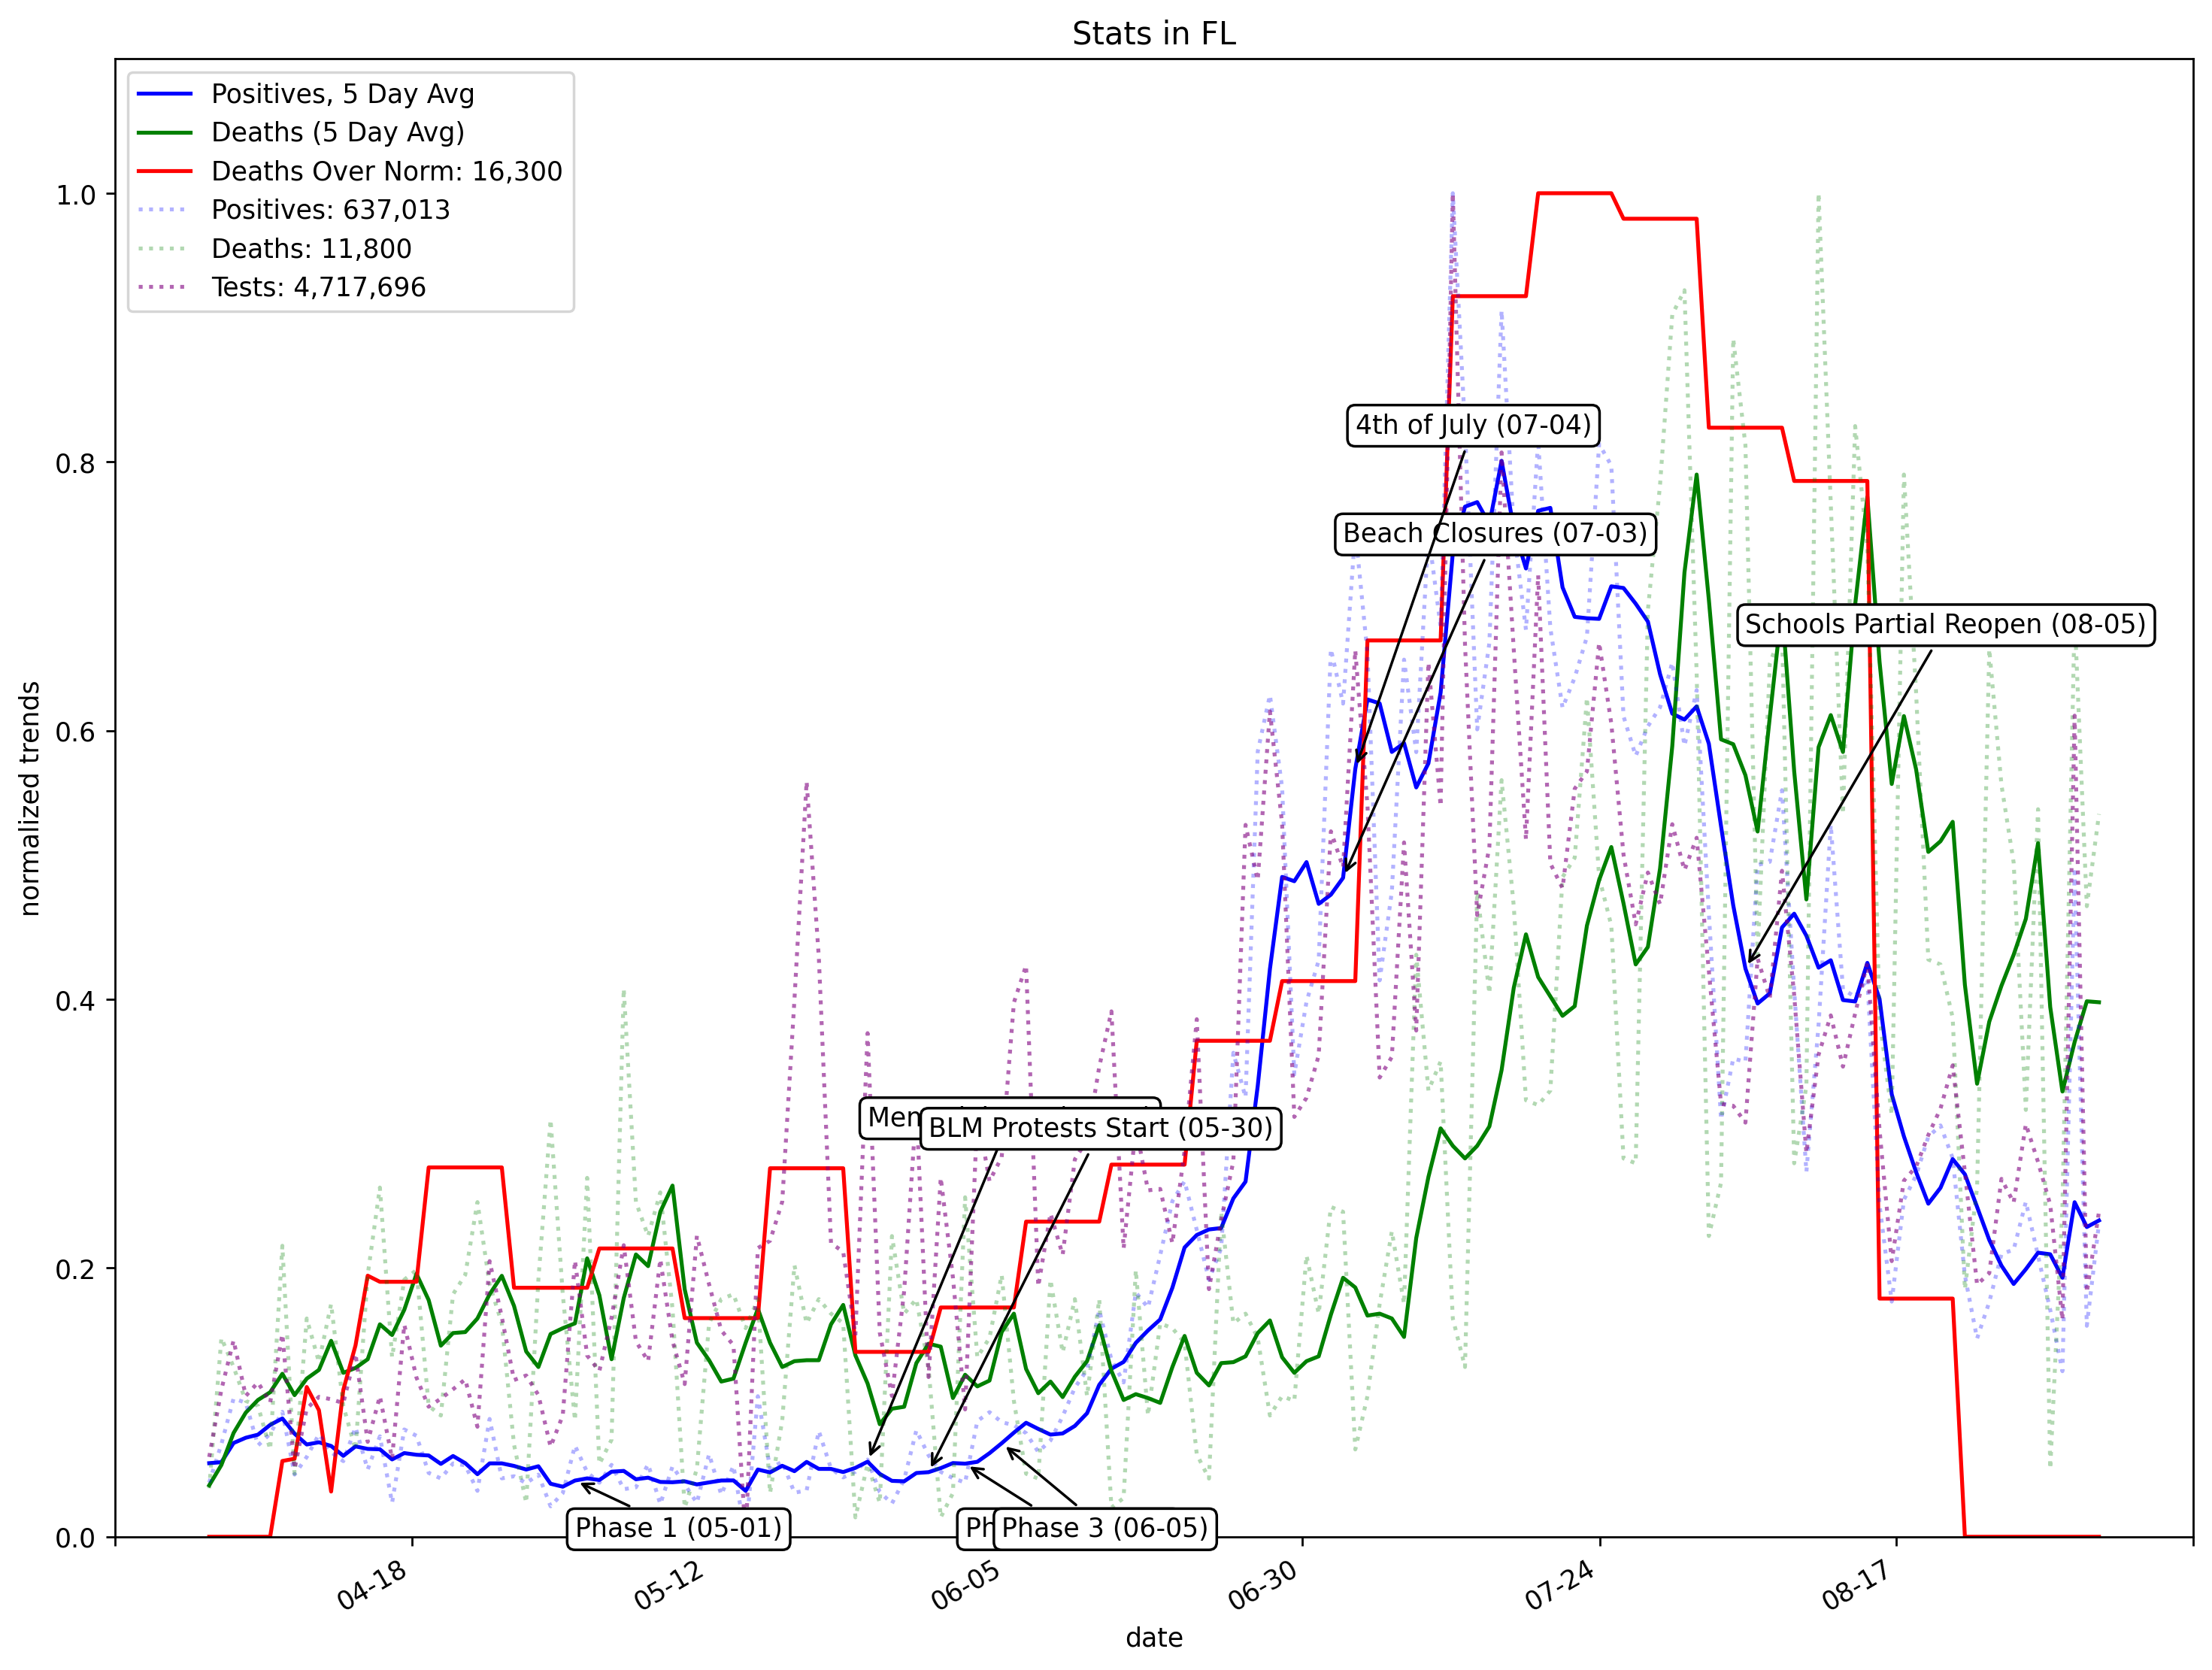 Stats in FL
Positives, 5 Day Avg
Deaths (5 Day Avg)
Deaths Over Norm: 16,300
Positives: 637,013
Deaths: 11,800
Tests: 4,717,696
1.0
0.8
0.6
0.4
0.2
0.0
normalized trends
4th of July (07-04)
Beach Closures (07-03)
Schools Partial Reopen (08-05)
BLM Protests Start (05-30)
Phase 1 (05-01)
Phase 3 (06-05)
04-18
05-12
06-05
06-30
07-24
08-17
date